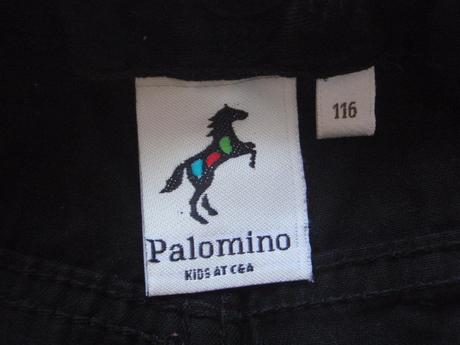 116
Palomino
KIDS AT C&A